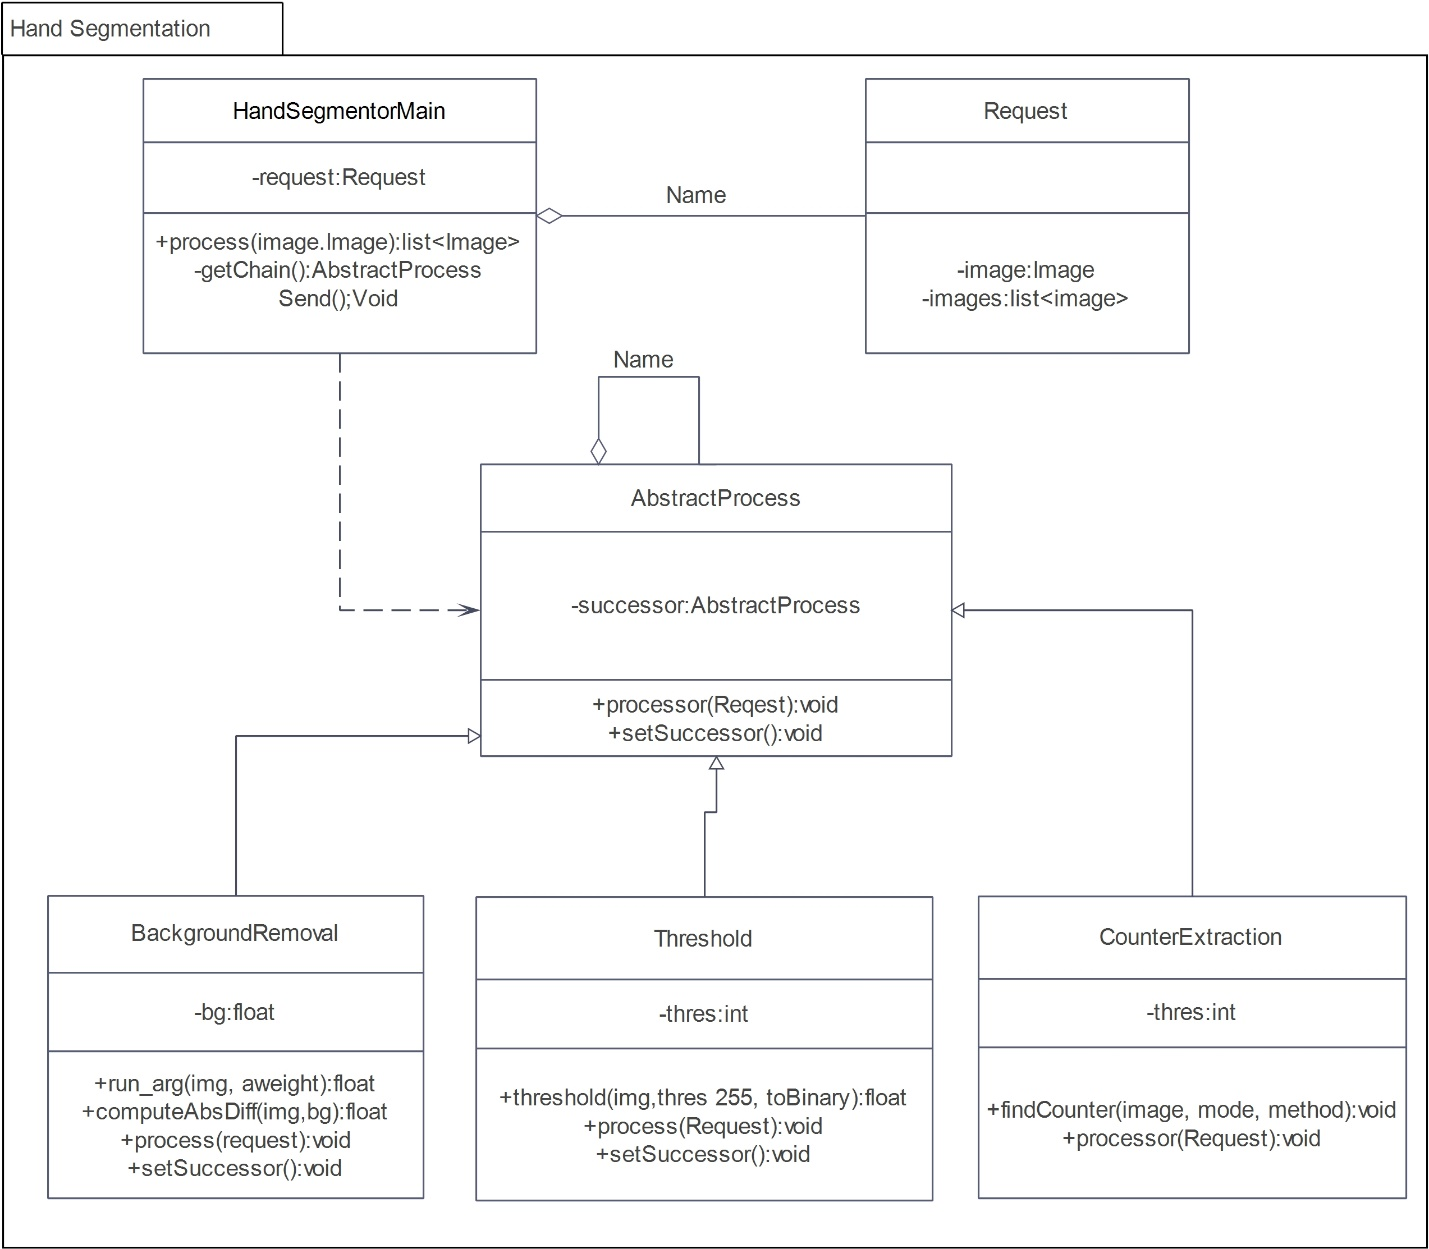 Hand Segmentation
HandSegmentorMain
-request:Request
+process(image.Image):list<Image>
-getChain():AbstractProcess
Send();Void
Name
Request
-image:Image
-images:list<image>
Name
AbstractProcess
-successor:AbstractProcess
+processor(Reqest):void
+setSuccessor():void
BackgroundRemoval
-bg:float
+run_arg(img, aweight):float
+computeAbsDiff(img,bg):float
+process(request):void
+setSuccessor():void
Threshold
-thres:int
+threshold(img,thres 255, toBinary):float
+process(Request):void
+setSuccessor():void
CounterExtraction
-thres:int
+findCounter(image, mode, method):void
+processor(Request):void